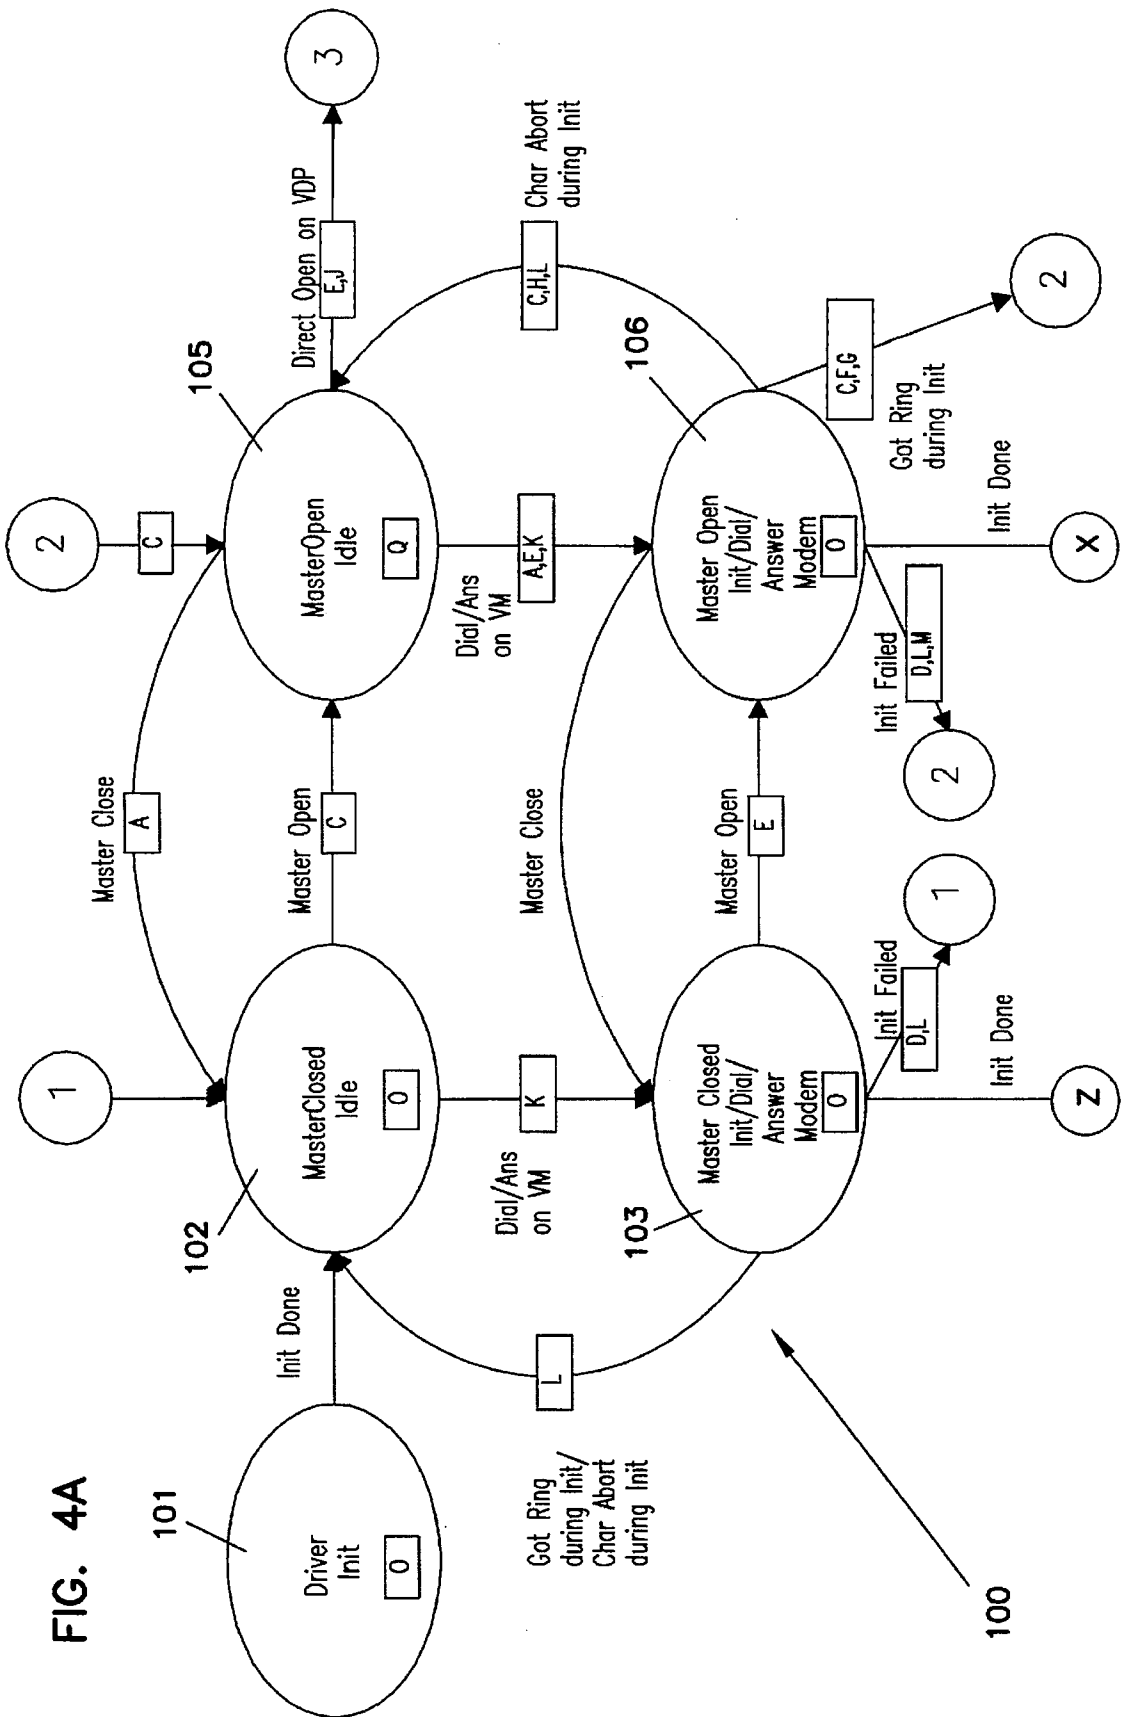 FIG. 4A
101
Driver
Init
O
Init Done
1
102
MasterClosed
Idle
O
Master Close
A
Master Open
C
2
C
105
MasterOpen
Idle
Q
Direct Open on VDP
E,J
3
Got Ring
during Init/
Char Abort
during Init
L
Dial/Ans
on VM
K
Dial/Ans
on VM
A,E,K
C,H,L
Char Abort
during Init
103
Master Closed
Init/Dial/
Answer
Modem
O
Master Close
Master Open
E
106
Master Open
Init/Dial/
Answer
Modem
O
Init Failed
D,L
1
Init Done
Z
Init Failed
D,L,M
2
Init Done
X
Got Ring
during Init
C,F,G
2
100